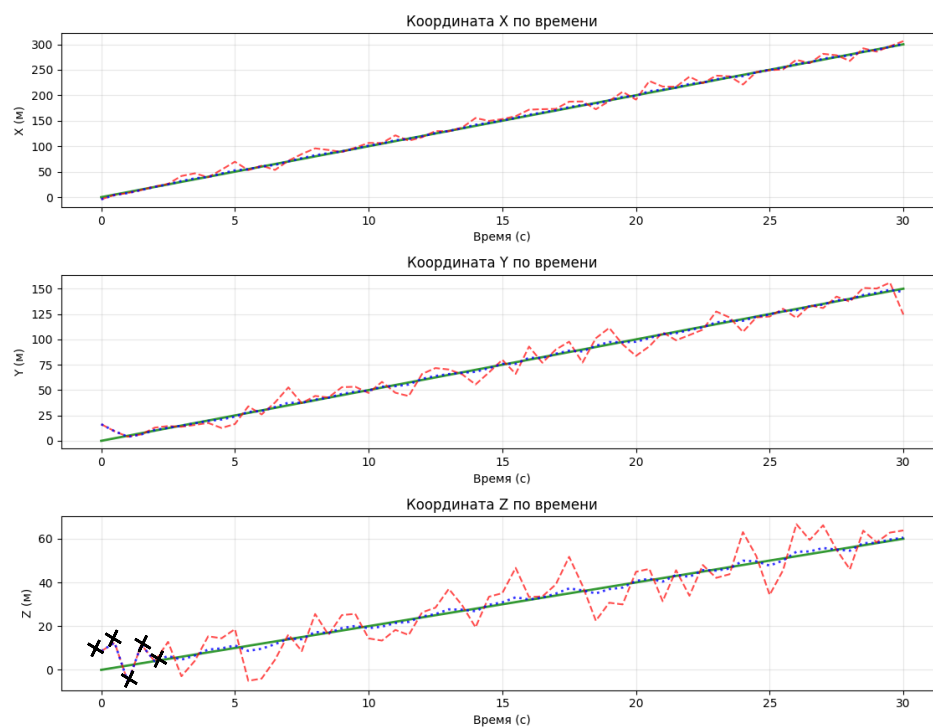 Координата X по времени
300
250
200
150
100
50
0
X (м)
0 5 10 15 20 25 30
Время (с)
Координата Y по времени
150
125
100
75
50
25
0
Y (м)
0 5 10 15 20 25 30
Время (с)
Координата Z по времени
60
40
20
0
Z (м)
0 5 10 15 20 25 30
Время (с)